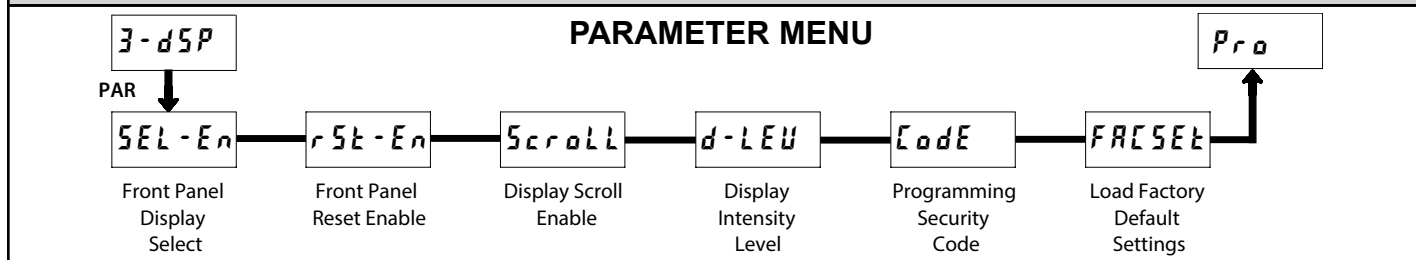 PARAMETER MENU
3-dSP
Pro
PAR
SEL-En
rSt-En
ScroLL
d-LEV
CodE
FACSEt
Front Panel
Display
Select
Front Panel
Reset Enable
Display Scroll
Enable
Display
Intensity
Level
Programming
Security
Code
Load Factory
Default
Settings